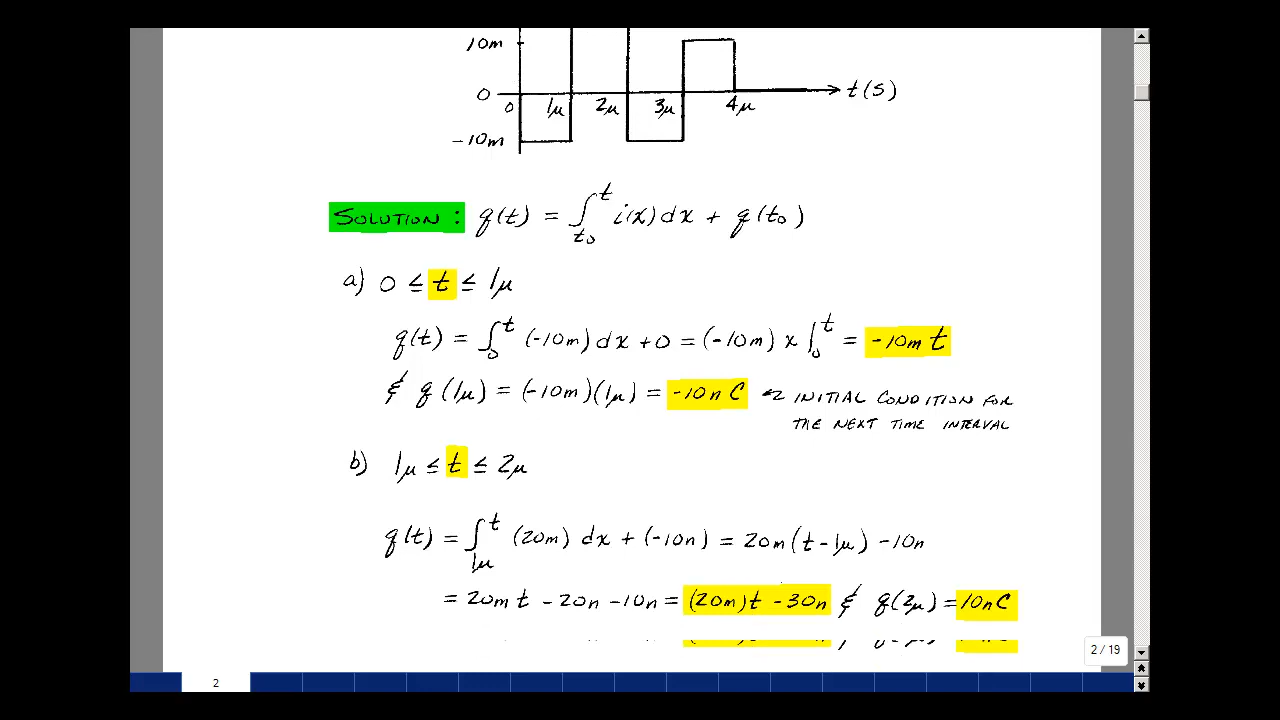 10m
0
t(s)
0 1μ 2μ 3μ 4μ
-10m
SOLUTION: q(t) = ∫_{t0}^{t} i(x)dx + q(t0)
a) 0 ≤ t ≤ 1μ
q(t) = ∫_0^t (-10m) dx + 0 = (-10m) x |_0^t = -10m t
& q(1μ) = (-10m)(1μ) = -10nC ← INITIAL CONDITION FOR
THE NEXT TIME INTERVAL
b) 1μ ≤ t ≤ 2μ
q(t) = ∫_{1μ}^t (20m) dx + (-10n) = 20m(t-1μ) -10n
= 20mt - 20n - 10n = (20m)t - 30n & q(2μ) = 10nC
2 / 19
2